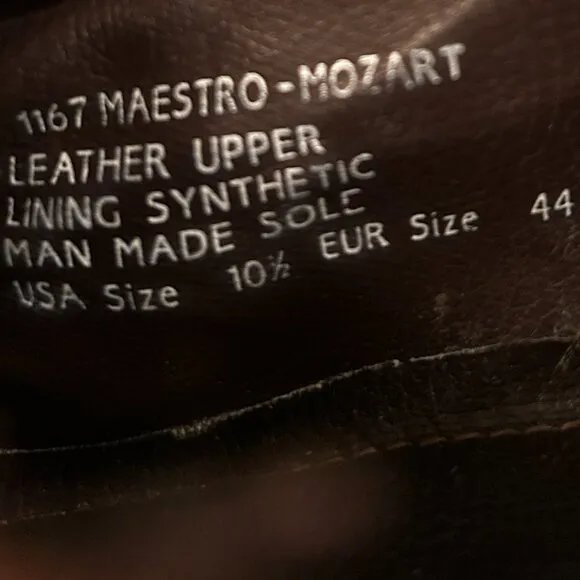 1167 MAESTRO-MOZART
LEATHER UPPER
LINING SYNTHETIC
MAN MADE SOLE
USA Size 10½ EUR Size 44